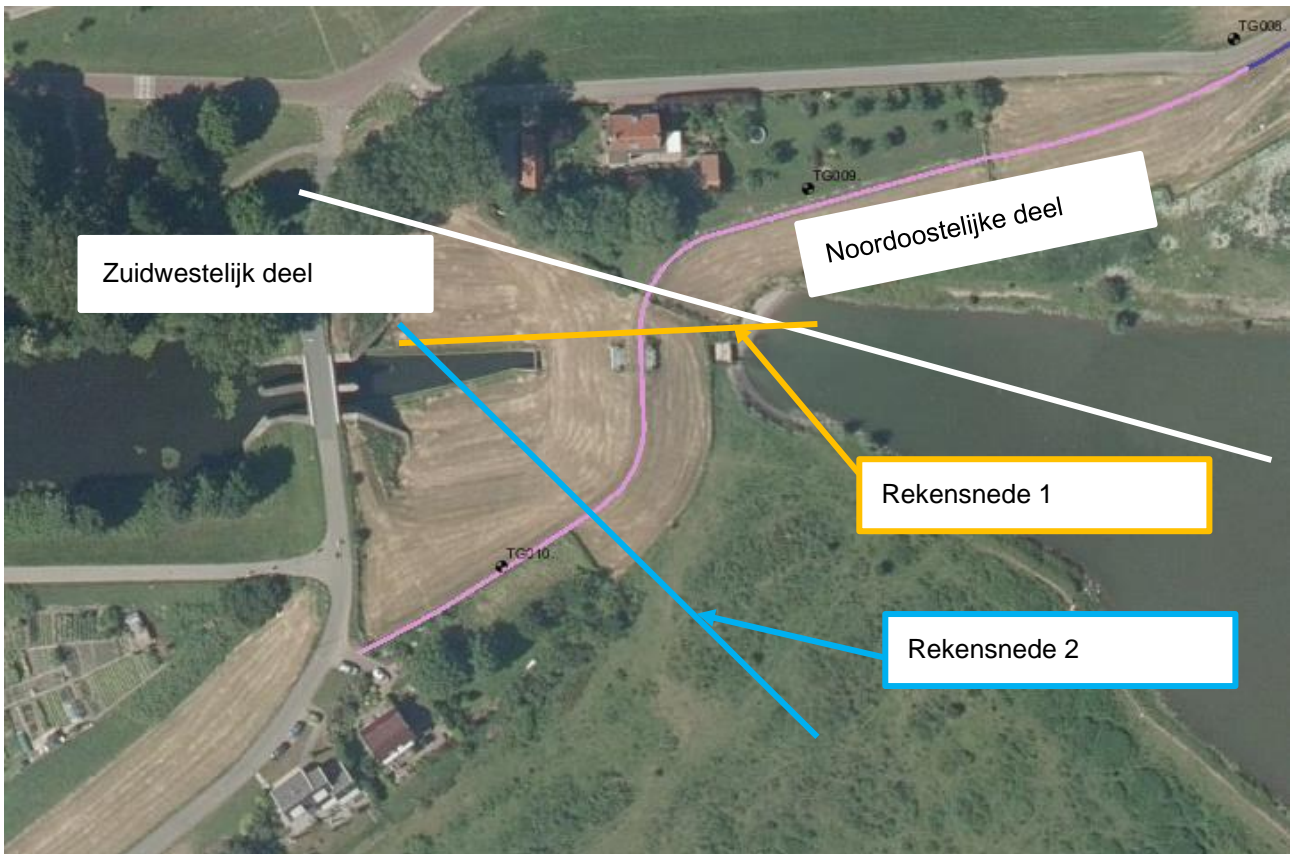 TG008.
TG009.
Noordoostelijke deel
Zuidwestelijk deel
Rekensnede 1
TG010..
Rekensnede 2